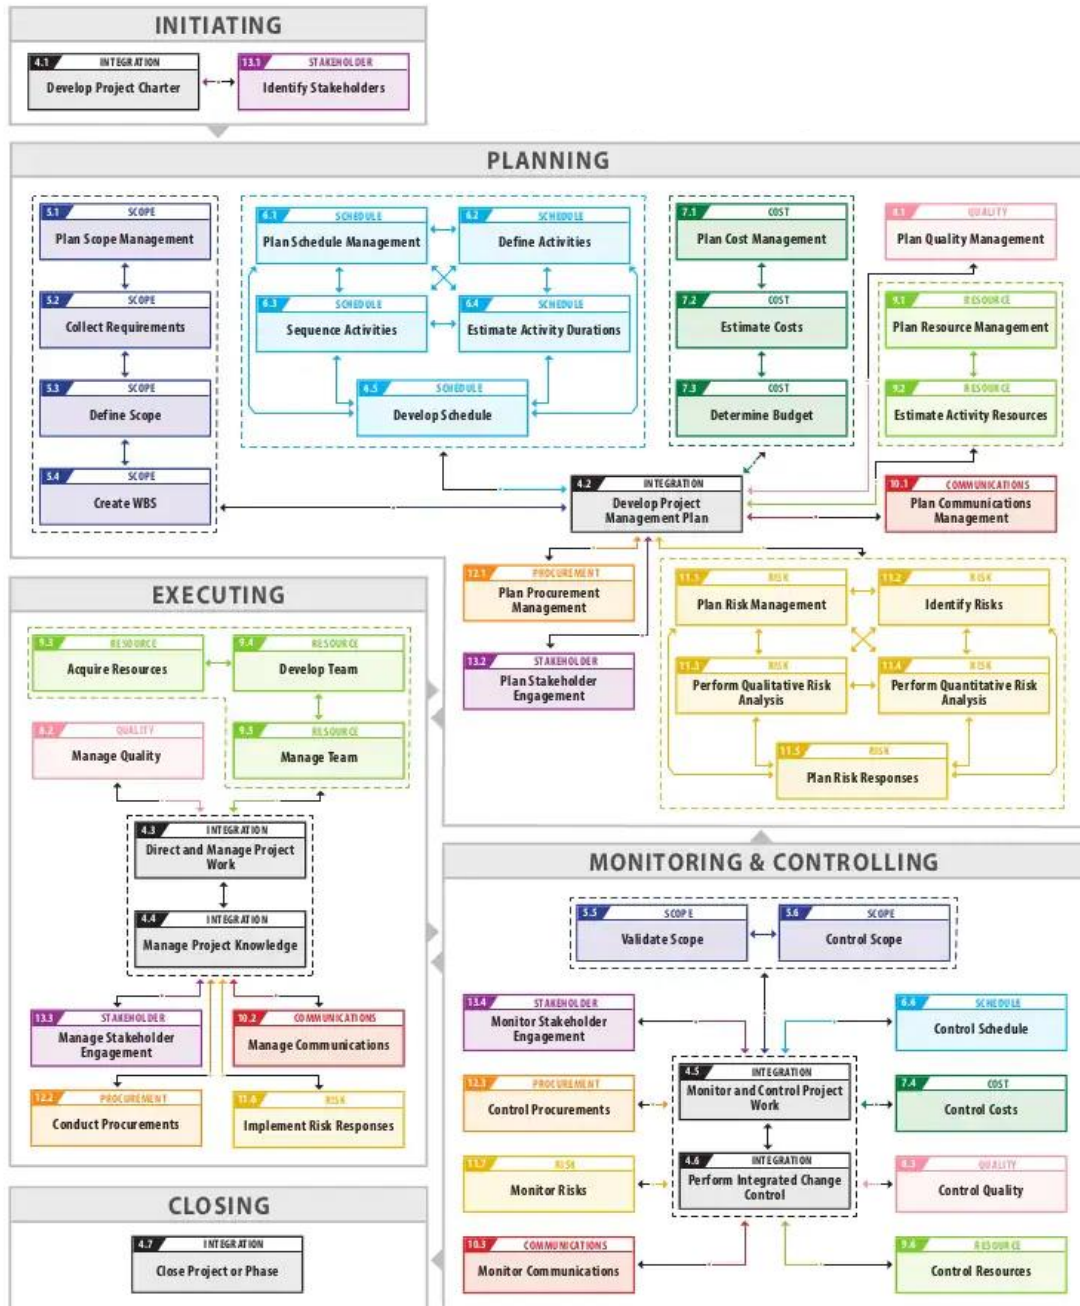 INITIATING
4.1 INTEGRATION
Develop Project Charter
13.1 STAKEHOLDER
Identify Stakeholders
PLANNING
5.1 SCOPE
Plan Scope Management
5.2 SCOPE
Collect Requirements
5.3 SCOPE
Define Scope
5.4 SCOPE
Create WBS
6.1 SCHEDULE
Plan Schedule Management
6.2 SCHEDULE
Define Activities
6.3 SCHEDULE
Sequence Activities
6.4 SCHEDULE
Estimate Activity Durations
6.5 SCHEDULE
Develop Schedule
7.1 COST
Plan Cost Management
7.2 COST
Estimate Costs
7.3 COST
Determine Budget
8.1 QUALITY
Plan Quality Management
9.1 RESOURCE
Plan Resource Management
9.2 RESOURCE
Estimate Activity Resources
4.2 INTEGRATION
Develop Project
Management Plan
10.1 COMMUNICATIONS
Plan Communications
Management
12.1 PROCUREMENT
Plan Procurement
Management
13.2 STAKEHOLDER
Plan Stakeholder
Engagement
11.1 RISK
Plan Risk Management
11.2 RISK
Identify Risks
11.3 RISK
Perform Qualitative Risk
Analysis
11.4 RISK
Perform Quantitative Risk
Analysis
11.5 RISK
Plan Risk Responses
EXECUTING
9.3 RESOURCE
Acquire Resources
9.4 RESOURCE
Develop Team
8.2 QUALITY
Manage Quality
9.5 RESOURCE
Manage Team
4.3 INTEGRATION
Direct and Manage Project
Work
4.4 INTEGRATION
Manage Project Knowledge
13.3 STAKEHOLDER
Manage Stakeholder
Engagement
10.2 COMMUNICATIONS
Manage Communications
12.2 PROCUREMENT
Conduct Procurements
11.6 RISK
Implement Risk Responses
MONITORING & CONTROLLING
5.5 SCOPE
Validate Scope
5.6 SCOPE
Control Scope
13.4 STAKEHOLDER
Monitor Stakeholder
Engagement
6.6 SCHEDULE
Control Schedule
12.3 PROCUREMENT
Control Procurements
4.5 INTEGRATION
Monitor and Control Project
Work
7.4 COST
Control Costs
11.7 RISK
Monitor Risks
4.6 INTEGRATION
Perform Integrated Change
Control
8.3 QUALITY
Control Quality
10.3 COMMUNICATIONS
Monitor Communications
9.6 RESOURCE
Control Resources
CLOSING
4.7 INTEGRATION
Close Project or Phase